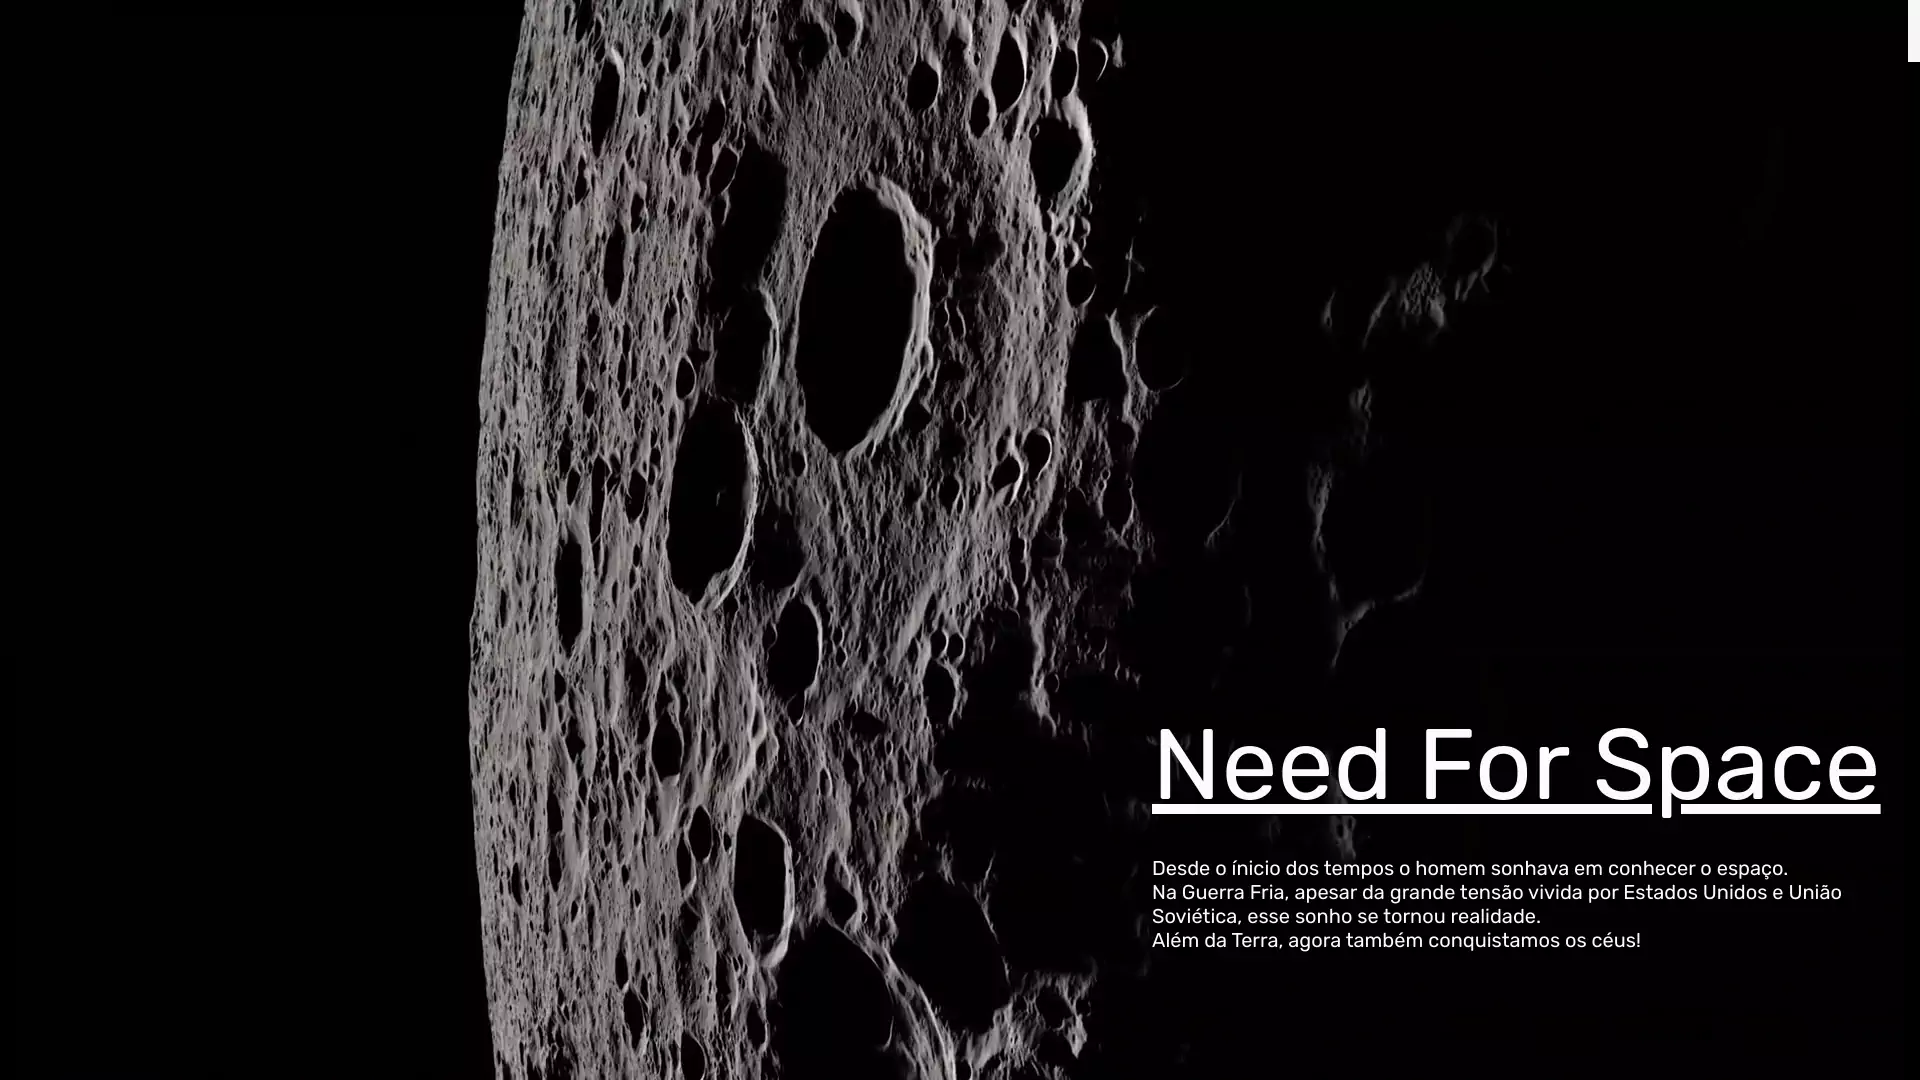 Need For Space
Desde o ínicio dos tempos o homem sonhava em conhecer o espaço.
Na Guerra Fria, apesar da grande tensão vivida por Estados Unidos e União
Soviética, esse sonho se tornou realidade.
Além da Terra, agora também conquistamos os céus!